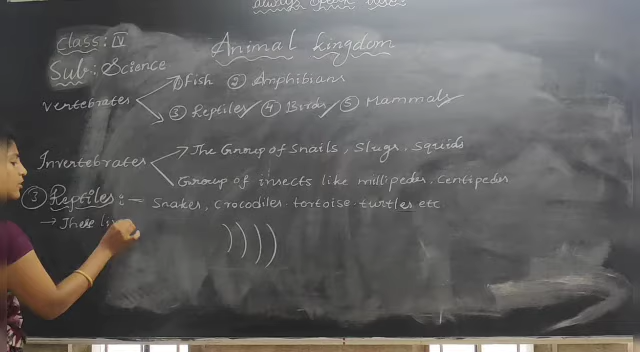 Class: IV
Animal kingdom
Sub: Science
Vertebrates
① Fish ② Amphibians
③ Reptiles ④ Birds ⑤ Mammals
Invertebrates
The Group of Snails, Slugs, Squids
Group of insects like millipedes, Centipedes
③ Reptiles:- Snakes, Crocodiles. tortoise. turtles etc
→ These